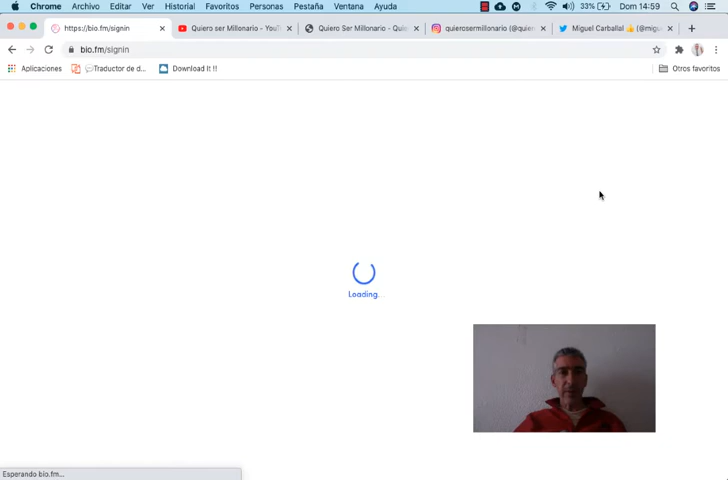 Chrome Archivo Editar Ver Historial Favoritos Personas Pestaña Ventana Ayuda 33% Dom 14:59
https://bio.fm/signin
Quiero ser Millonario - YouT
Quiero Ser Millonario - Quie
quierosermillonario (@quier
Miguel Carballal 👍 (@migu
bio.fm/signin
Aplicaciones
Traductor de d...
Download It !!
Otros favoritos
Loading.
Esperando bio.fm...